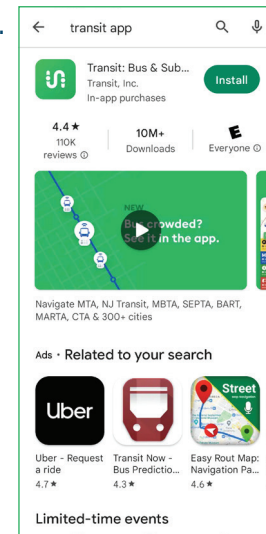 transit app
Transit: Bus & Sub...
Transit, Inc.
In-app purchases
Install
4.4★
110K
reviews
10M+
Downloads
E
Everyone
NEW
Bus crowded?
See it in the app.
Navigate MTA, NJ Transit, MBTA, SEPTA, BART,
MARTA, CTA & 300+ cities
Ads · Related to your search
Uber
Street
Uber - Request
a ride
4.7★
Transit Now -
Bus Predictio...
4.3★
Easy Rout Map:
Navigation Pa...
4.6★
Limited-time events